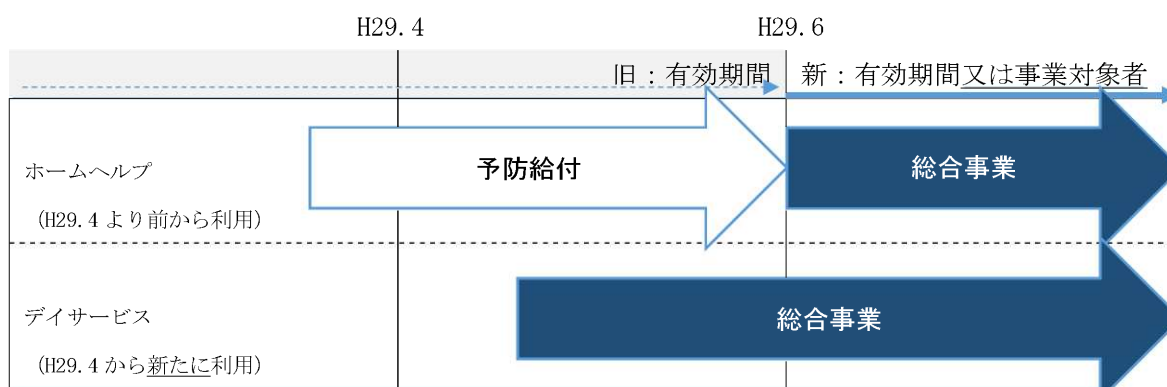 H29.4 H29.6
旧：有効期間 新：有効期間又は事業対象者
ホームヘルプ
(H29.4 より前から利用)
予防給付 総合事業
デイサービス
(H29.4 から新たに利用)
総合事業